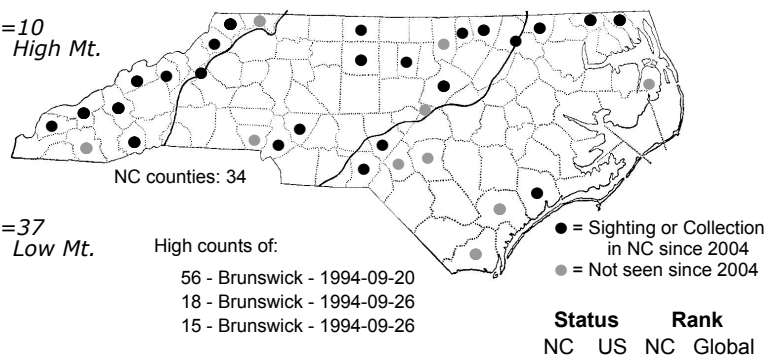 =10
High Mt.
NC counties: 34
=37
Low Mt.
High counts of:
56 - Brunswick - 1994-09-20
18 - Brunswick - 1994-09-26
15 - Brunswick - 1994-09-26
= Sighting or Collection
in NC since 2004
= Not seen since 2004
Status Rank
NC US NC Global